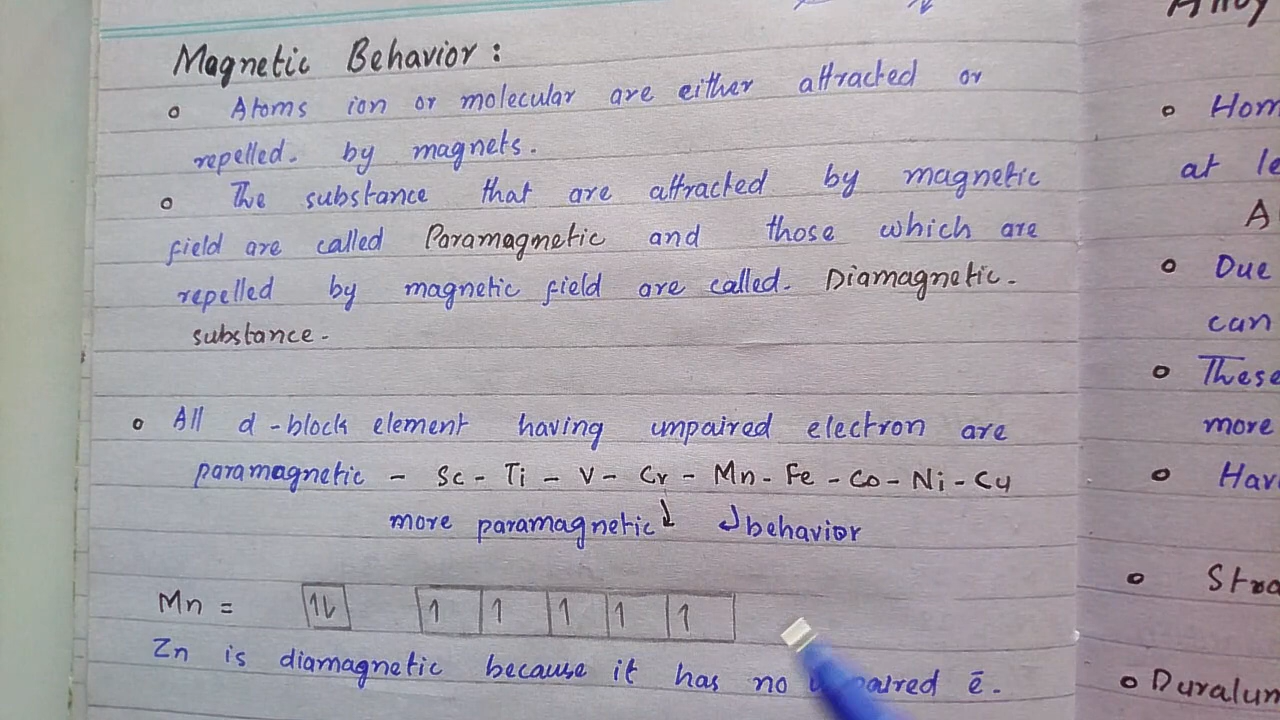 Magnetic Behavior :
Atoms ion or molecular are either attracted or
repelled. by magnets.
The substance that are attracted by magnetic
field are called Paramagnetic and those which are
repelled by magnetic field are called. Diamagnetic.
substance.
All d-block element having unpaired electron are
paramagnetic - Sc - Ti - V - Cr - Mn - Fe - Co - Ni - Cu
more paramagnetic ↓ ↲ behavior
Mn = 1L 1 1 1 1 1
Zn is diamagnetic because it has no ē.
Alloy
Hom
at le
A
Due
can
These
more
Hav
Stro
Duralum